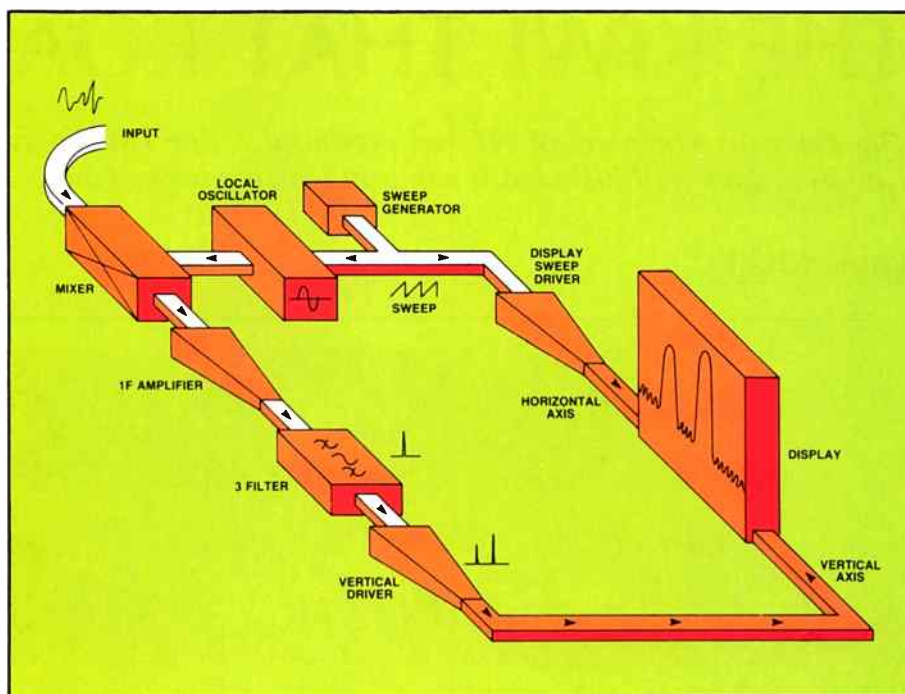 INPUT
LOCAL
OSCILLATOR
SWEEP
GENERATOR
DISPLAY
SWEEP
DRIVER
MIXER
SWEEP
1F AMPLIFIER
HORIZONTAL
AXIS
DISPLAY
3 FILTER
VERTICAL
DRIVER
VERTICAL
AXIS